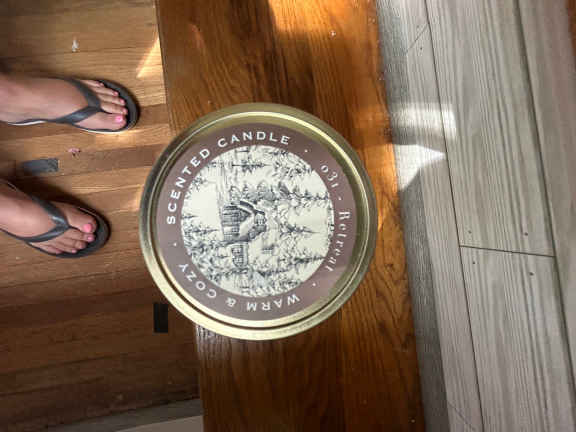 SCENTED CANDLE
031 - Retreat
WARM & COZY